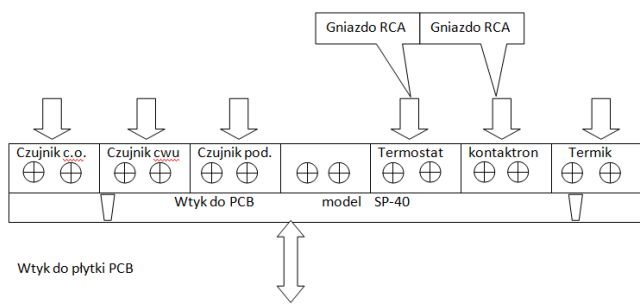 Gniazdo RCA Gniazdo RCA
Czujnik c.o. Czujnik cwu Czujnik pod. Termostat kontaktron Termik
Wtyk do PCB model SP-40
Wtyk do płytki PCB